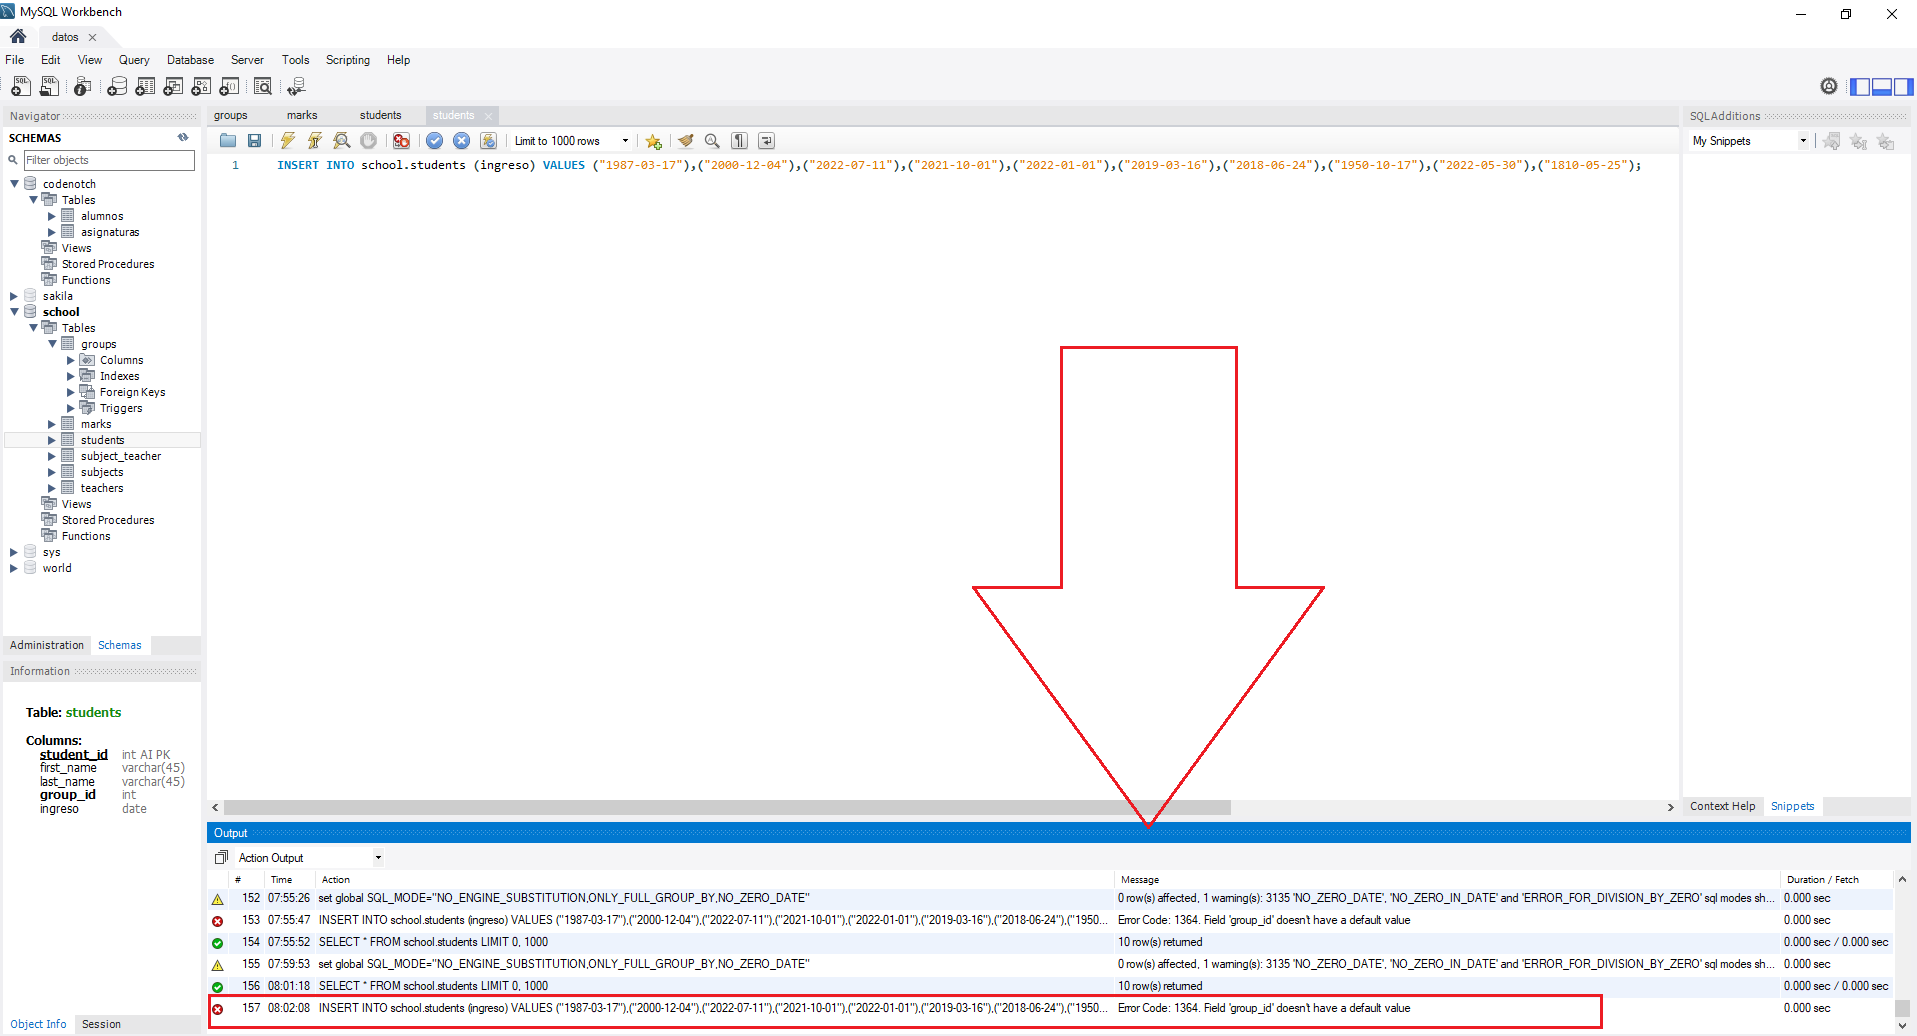 MySQL Workbench
datos
File Edit View Query Database Server Tools Scripting Help
Navigator
SCHEMAS
Filter objects
codenotch
Tables
alumnos
asignaturas
Views
Stored Procedures
Functions
sakila
school
Tables
groups
Columns
Indexes
Foreign Keys
Triggers
marks
students
subject_teacher
subjects
teachers
Views
Stored Procedures
Functions
sys
world
Administration Schemas
Information
Table: students
Columns:
student_id int AI PK
first_name varchar(45)
last_name varchar(45)
group_id int
ingreso date
Object Info Session
groups marks students students
Limit to 1000 rows
1 INSERT INTO school.students (ingreso) VALUES ("1987-03-17"),("2000-12-04"),("2022-07-11"),("2021-10-01"),("2022-01-01"),("2019-03-16"),("2018-06-24"),("1950-10-17"),("2022-05-30"),("1810-05-25");
SQLAdditions
My Snippets
Context Help Snippets
Output
Action Output
# Time Action Message Duration / Fetch
152 07:55:26 set global SQL_MODE="NO_ENGINE_SUBSTITUTION,ONLY_FULL_GROUP_BY,NO_ZERO_DATE" 0 row(s) affected, 1 warning(s): 3135 'NO_ZERO_DATE', 'NO_ZERO_IN_DATE' and 'ERROR_FOR_DIVISION_BY_ZERO' sql modes sh... 0.000 sec
153 07:55:47 INSERT INTO school.students (ingreso) VALUES ("1987-03-17"),("2000-12-04"),("2022-07-11"),("2021-10-01"),("2022-01-01"),("2019-03-16"),("2018-06-24"),("1950... Error Code: 1364. Field 'group_id' doesn't have a default value 0.000 sec
154 07:55:52 SELECT * FROM school.students LIMIT 0, 1000 10 row(s) returned 0.000 sec / 0.000 sec
155 07:59:53 set global SQL_MODE="NO_ENGINE_SUBSTITUTION,ONLY_FULL_GROUP_BY,NO_ZERO_DATE" 0 row(s) affected, 1 warning(s): 3135 'NO_ZERO_DATE', 'NO_ZERO_IN_DATE' and 'ERROR_FOR_DIVISION_BY_ZERO' sql modes sh... 0.000 sec
156 08:01:18 SELECT * FROM school.students LIMIT 0, 1000 10 row(s) returned 0.000 sec / 0.000 sec
157 08:02:08 INSERT INTO school.students (ingreso) VALUES ("1987-03-17"),("2000-12-04"),("2022-07-11"),("2021-10-01"),("2022-01-01"),("2019-03-16"),("2018-06-24"),("1950... Error Code: 1364. Field 'group_id' doesn't have a default value 0.000 sec